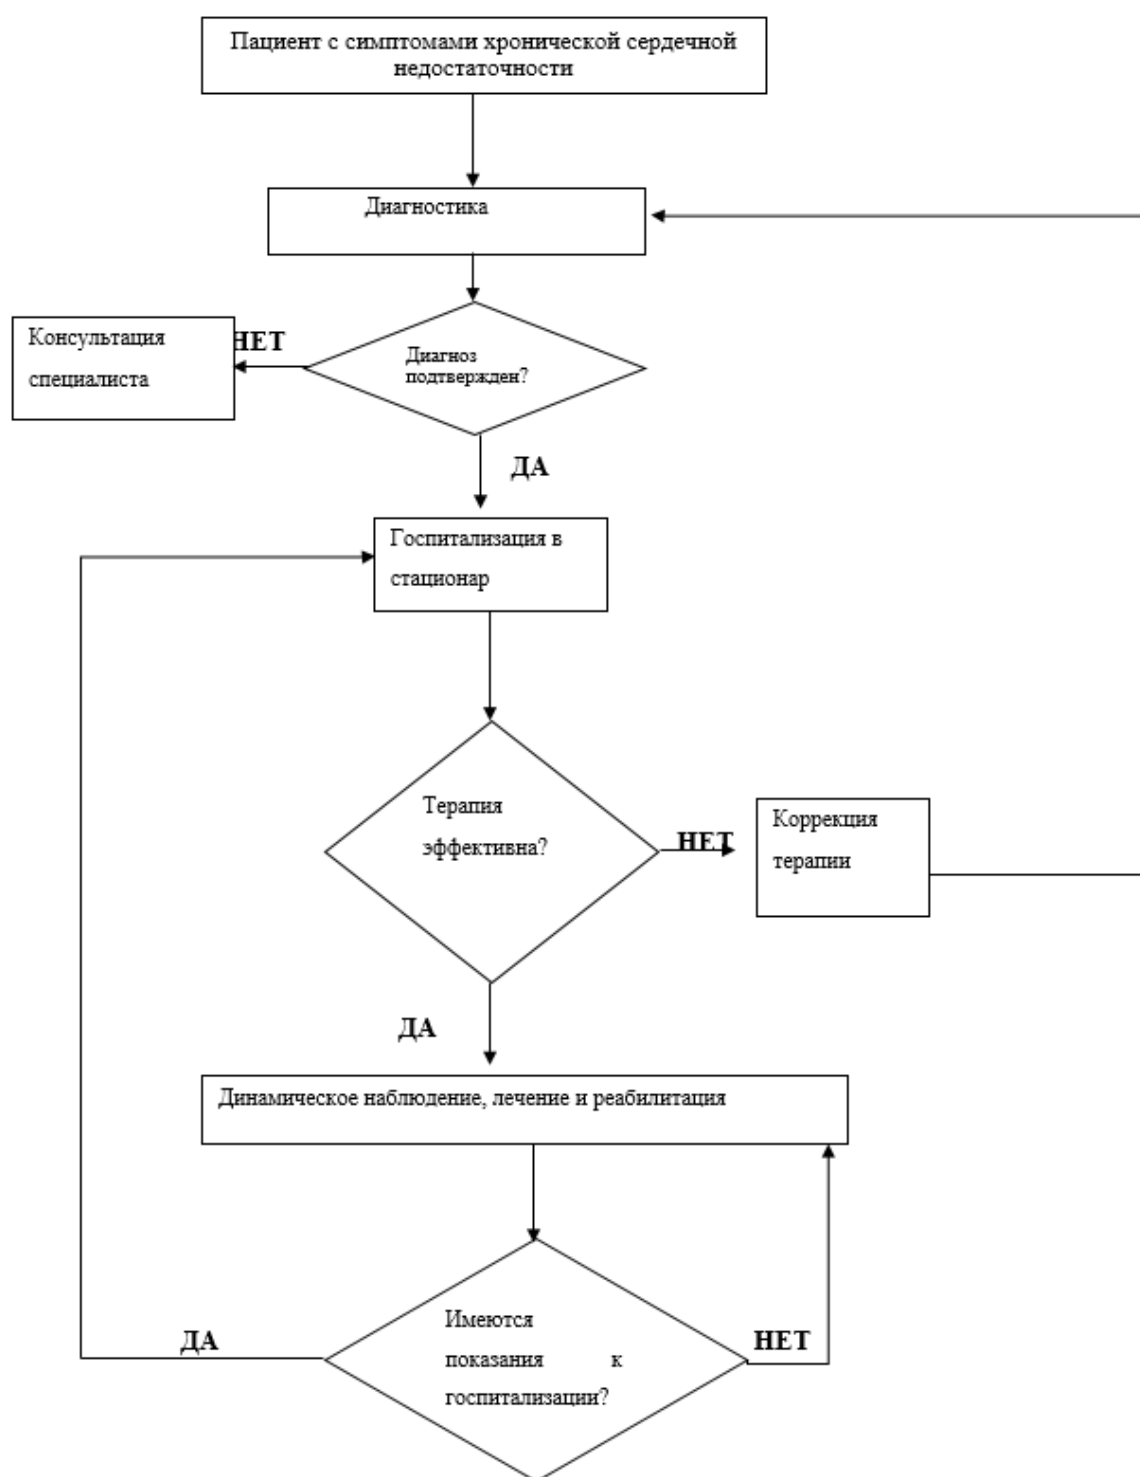 Пациент с симптомами хронической сердечной
недостаточности
Диагностика
Консультация
специалиста
НЕТ
Диагноз
подтвержден?
ДА
Госпитализация в
стационар
Терапия
эффективна?
НЕТ
Коррекция
терапии
ДА
Динамическое наблюдение, лечение и реабилитация
Имеются
показания к
госпитализации?
ДА
НЕТ